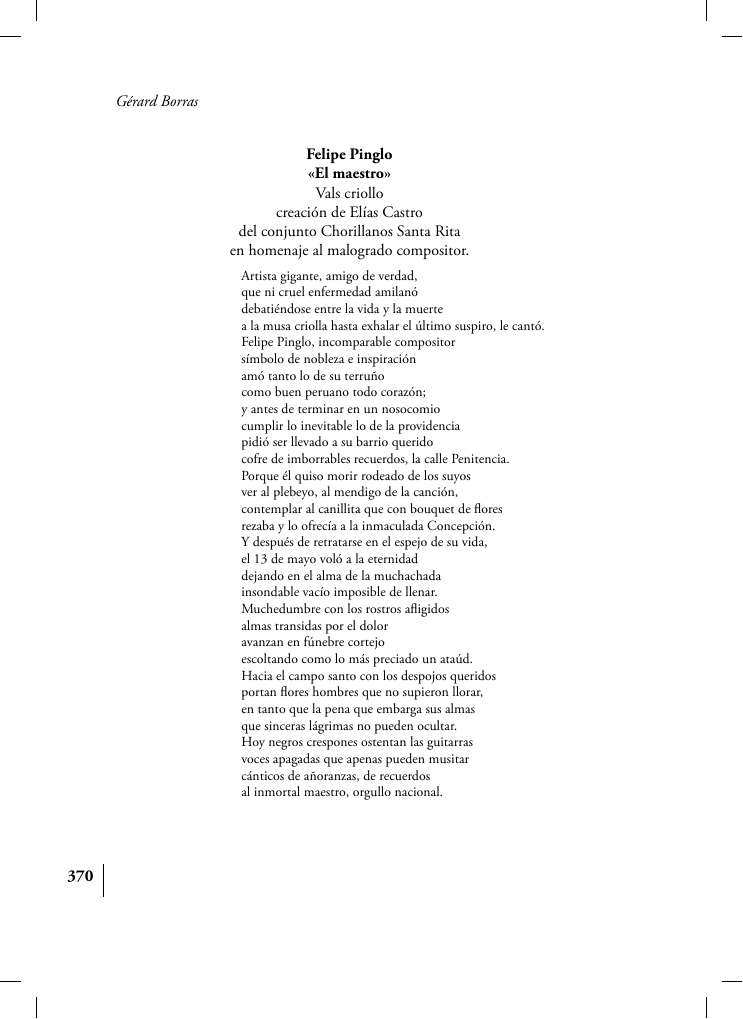 Gérard Borras
Felipe Pinglo
«El maestro»
Vals criollo
creación de Elías Castro
del conjunto Chorillanos Santa Rita
en homenaje al malogrado compositor.
Artista gigante, amigo de verdad,
que ni cruel enfermedad amilanó
debatiéndose entre la vida y la muerte
a la musa criolla hasta exhalar el último suspiro, le cantó.
Felipe Pinglo, incomparable compositor
símbolo de nobleza e inspiración
amó tanto lo de su terruño
como buen peruano todo corazón;
y antes de terminar en un nosocomio
cumplir lo inevitable lo de la providencia
pidió ser llevado a su barrio querido
cofre de imborrables recuerdos, la calle Penitencia.
Porque él quiso morir rodeado de los suyos
ver al plebeyo, al mendigo de la canción,
contemplar al canillita que con bouquet de flores
rezaba y lo ofrecía a la inmaculada Concepción.
Y después de retratarse en el espejo de su vida,
el 13 de mayo voló a la eternidad
dejando en el alma de la muchachada
insondable vacío imposible de llenar.
Muchedumbre con los rostros afligidos
almas transidas por el dolor
avanzan en fúnebre cortejo
escoltando como lo más preciado un ataúd.
Hacia el campo santo con los despojos queridos
portan flores hombres que no supieron llorar,
en tanto que la pena que embarga sus almas
que sinceras lágrimas no pueden ocultar.
Hoy negros crespones ostentan las guitarras
voces apagadas que apenas pueden musitar
cánticos de añoranzas, de recuerdos
al inmortal maestro, orgullo nacional.
370